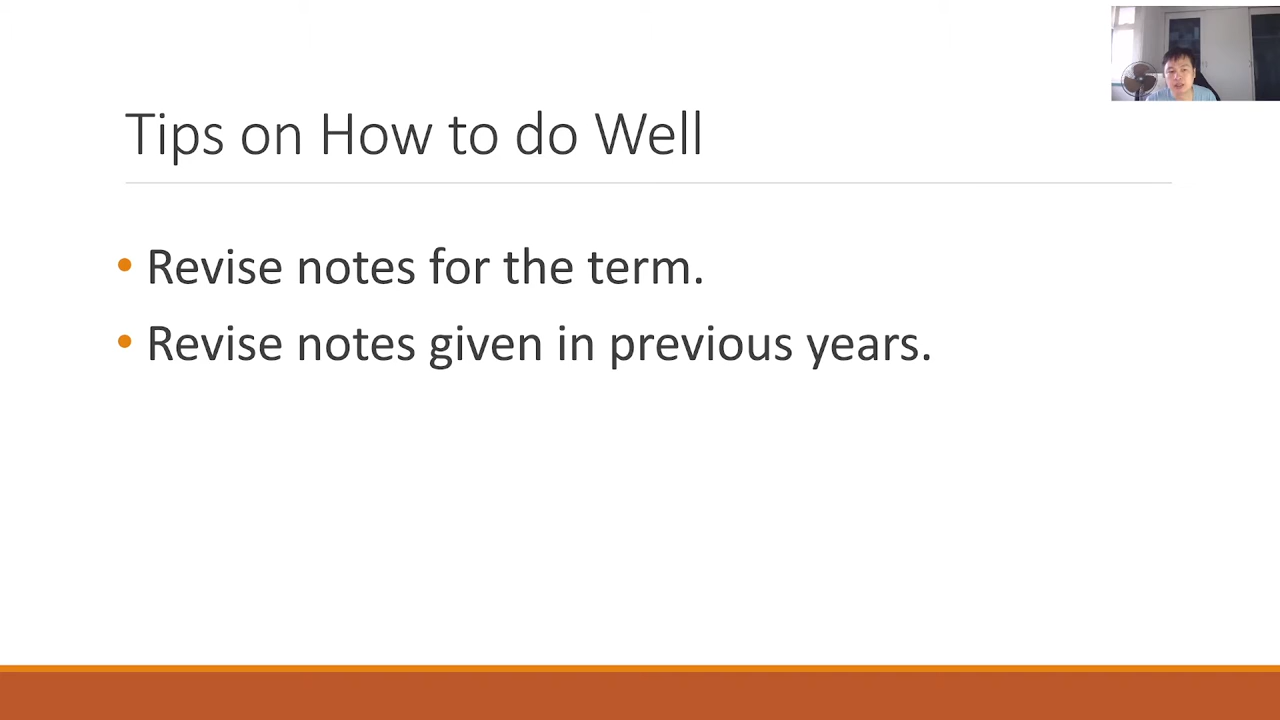 Tips on How to do Well
• Revise notes for the term.
• Revise notes given in previous years.